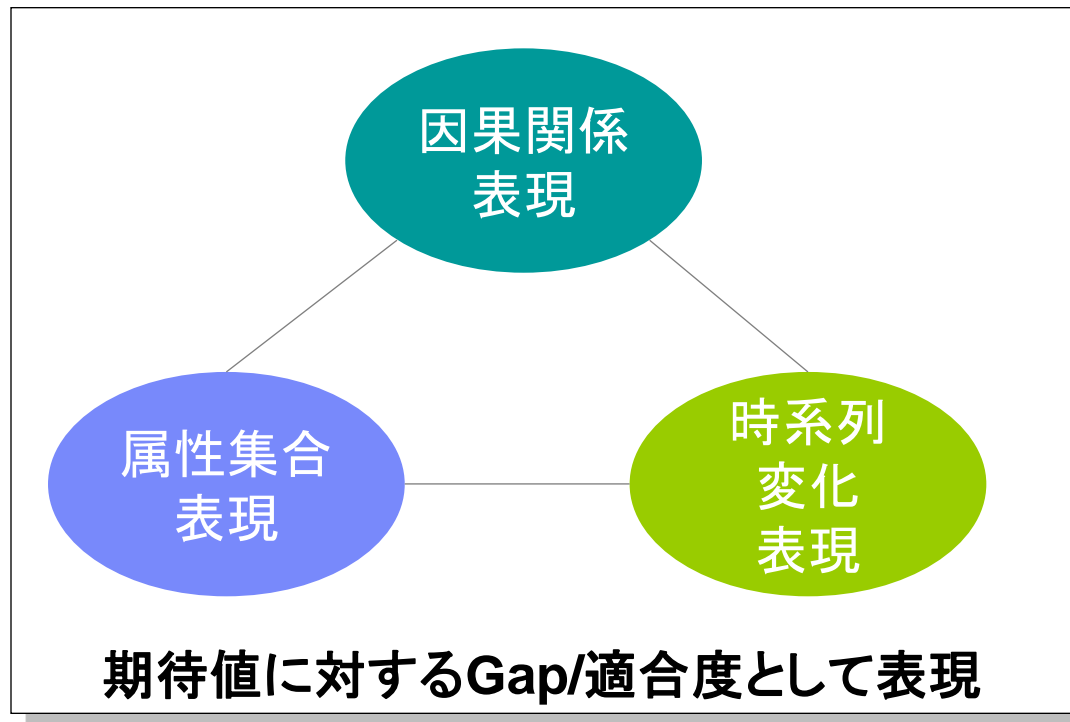 因果関係
表現
属性集合
表現
時系列
変化
表現
期待値に対するGap/適合度として表現